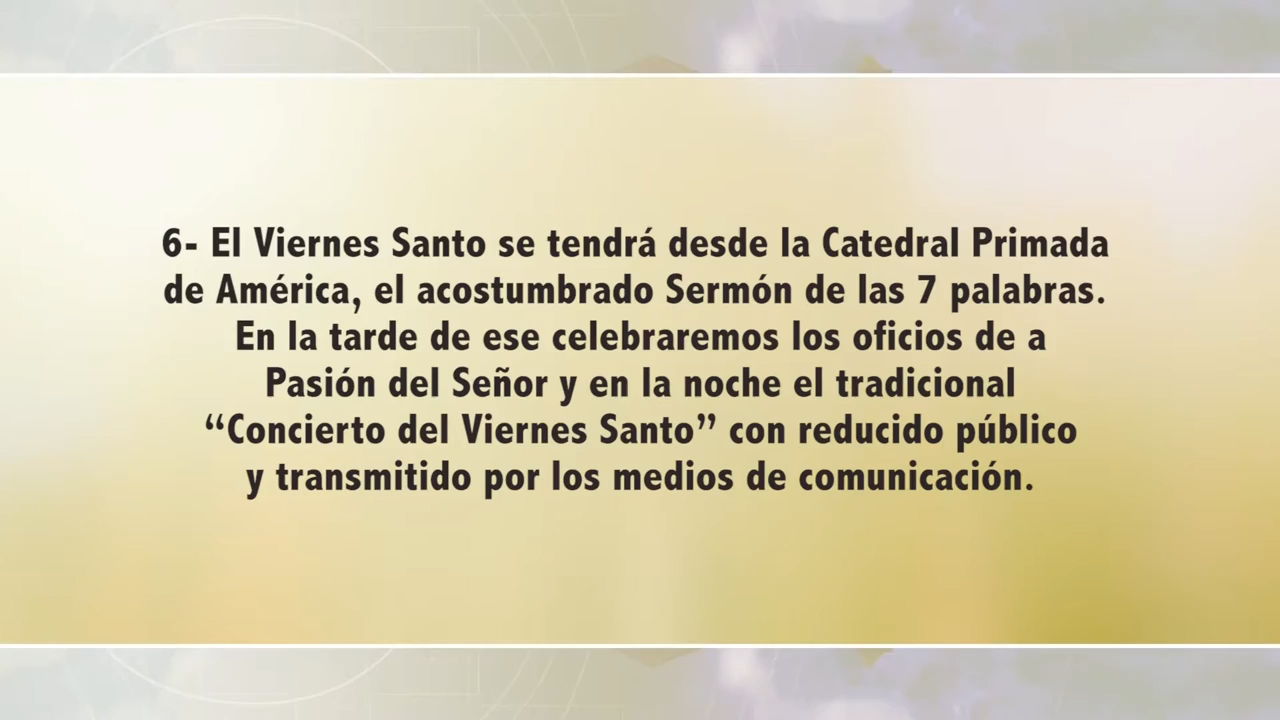 6- El Viernes Santo se tendrá desde la Catedral Primada
de América, el acostumbrado Sermón de las 7 palabras.
En la tarde de ese celebraremos los oficios de a
Pasión del Señor y en la noche el tradicional
“Concierto del Viernes Santo” con reducido público
y transmitido por los medios de comunicación.